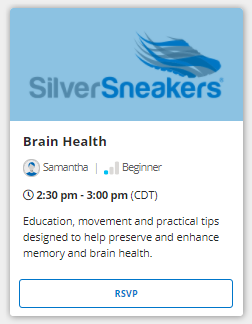 SilverSneakers®
Brain Health
Samantha | Beginner
2:30 pm - 3:00 pm (CDT)
Education, movement and practical tips
designed to help preserve and enhance
memory and brain health.
RSVP